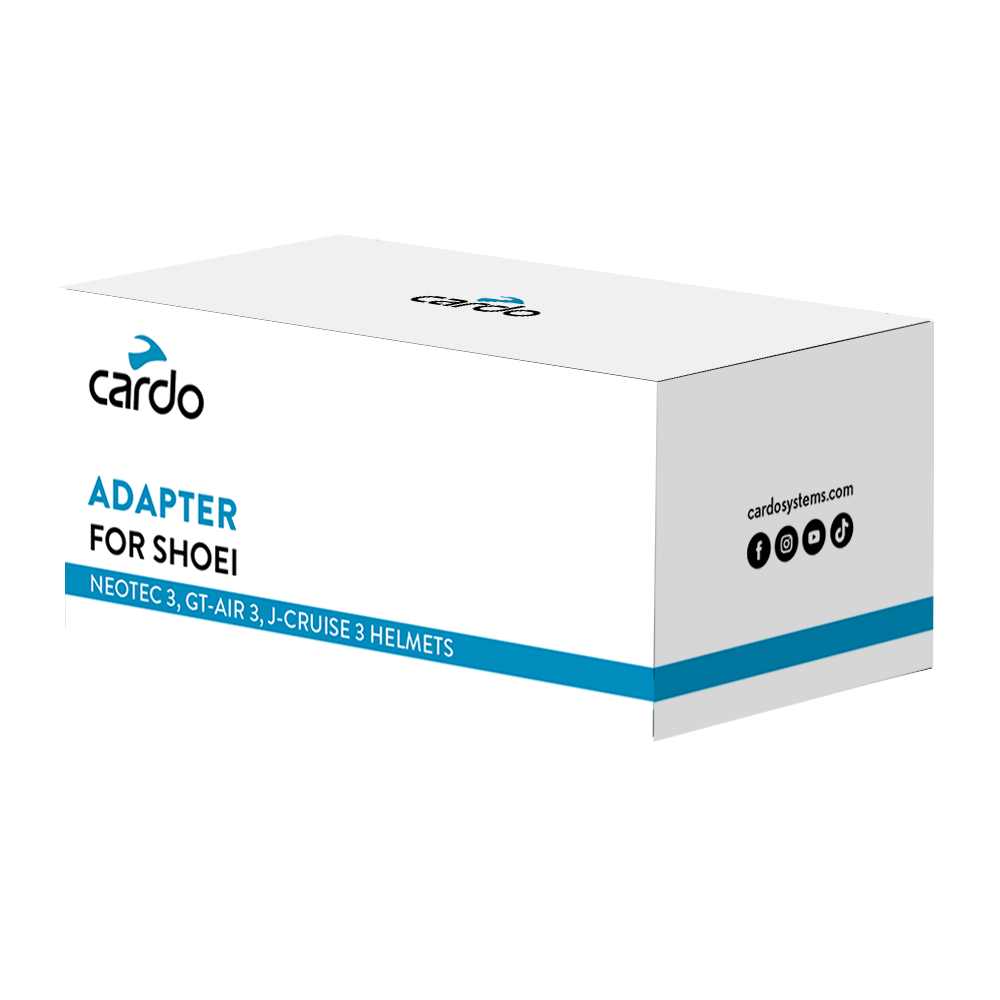 cardo
cardo
ADAPTER
FOR SHOEI
NEOTEC 3, GT-AIR 3, J-CRUISE 3 HELMETS
cardosystems.com